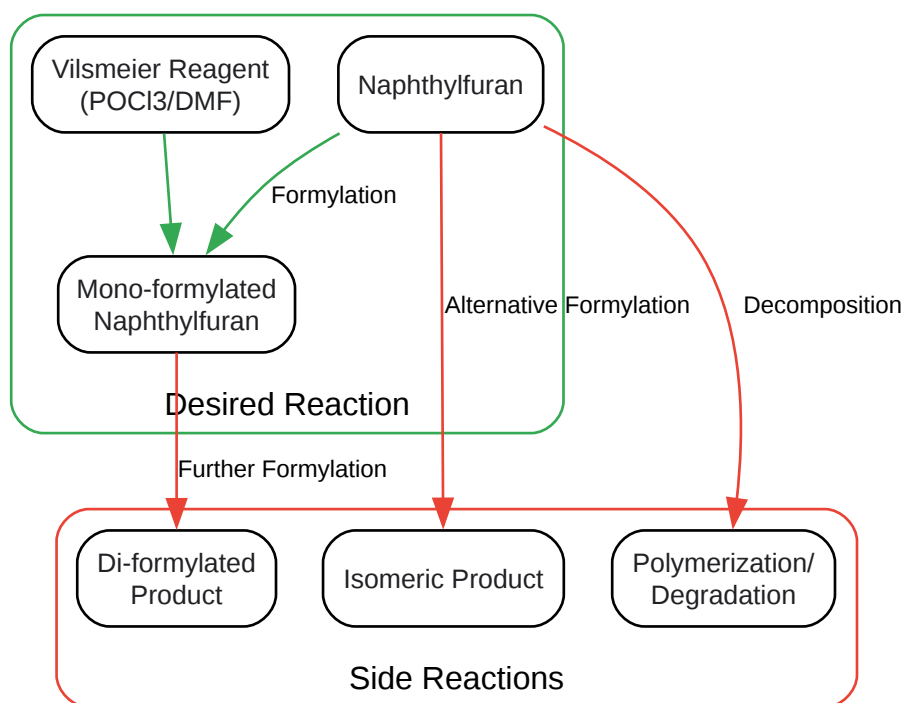 Vilsmeier Reagent
(POCl3/DMF)
Naphthylfuran
Formylation
Mono-formylated
Naphthylfuran
Alternative Formylation
Decomposition
Desired Reaction
Further Formylation
Di-formylated
Product
Isomeric Product
Polymerization/
Degradation
Side Reactions